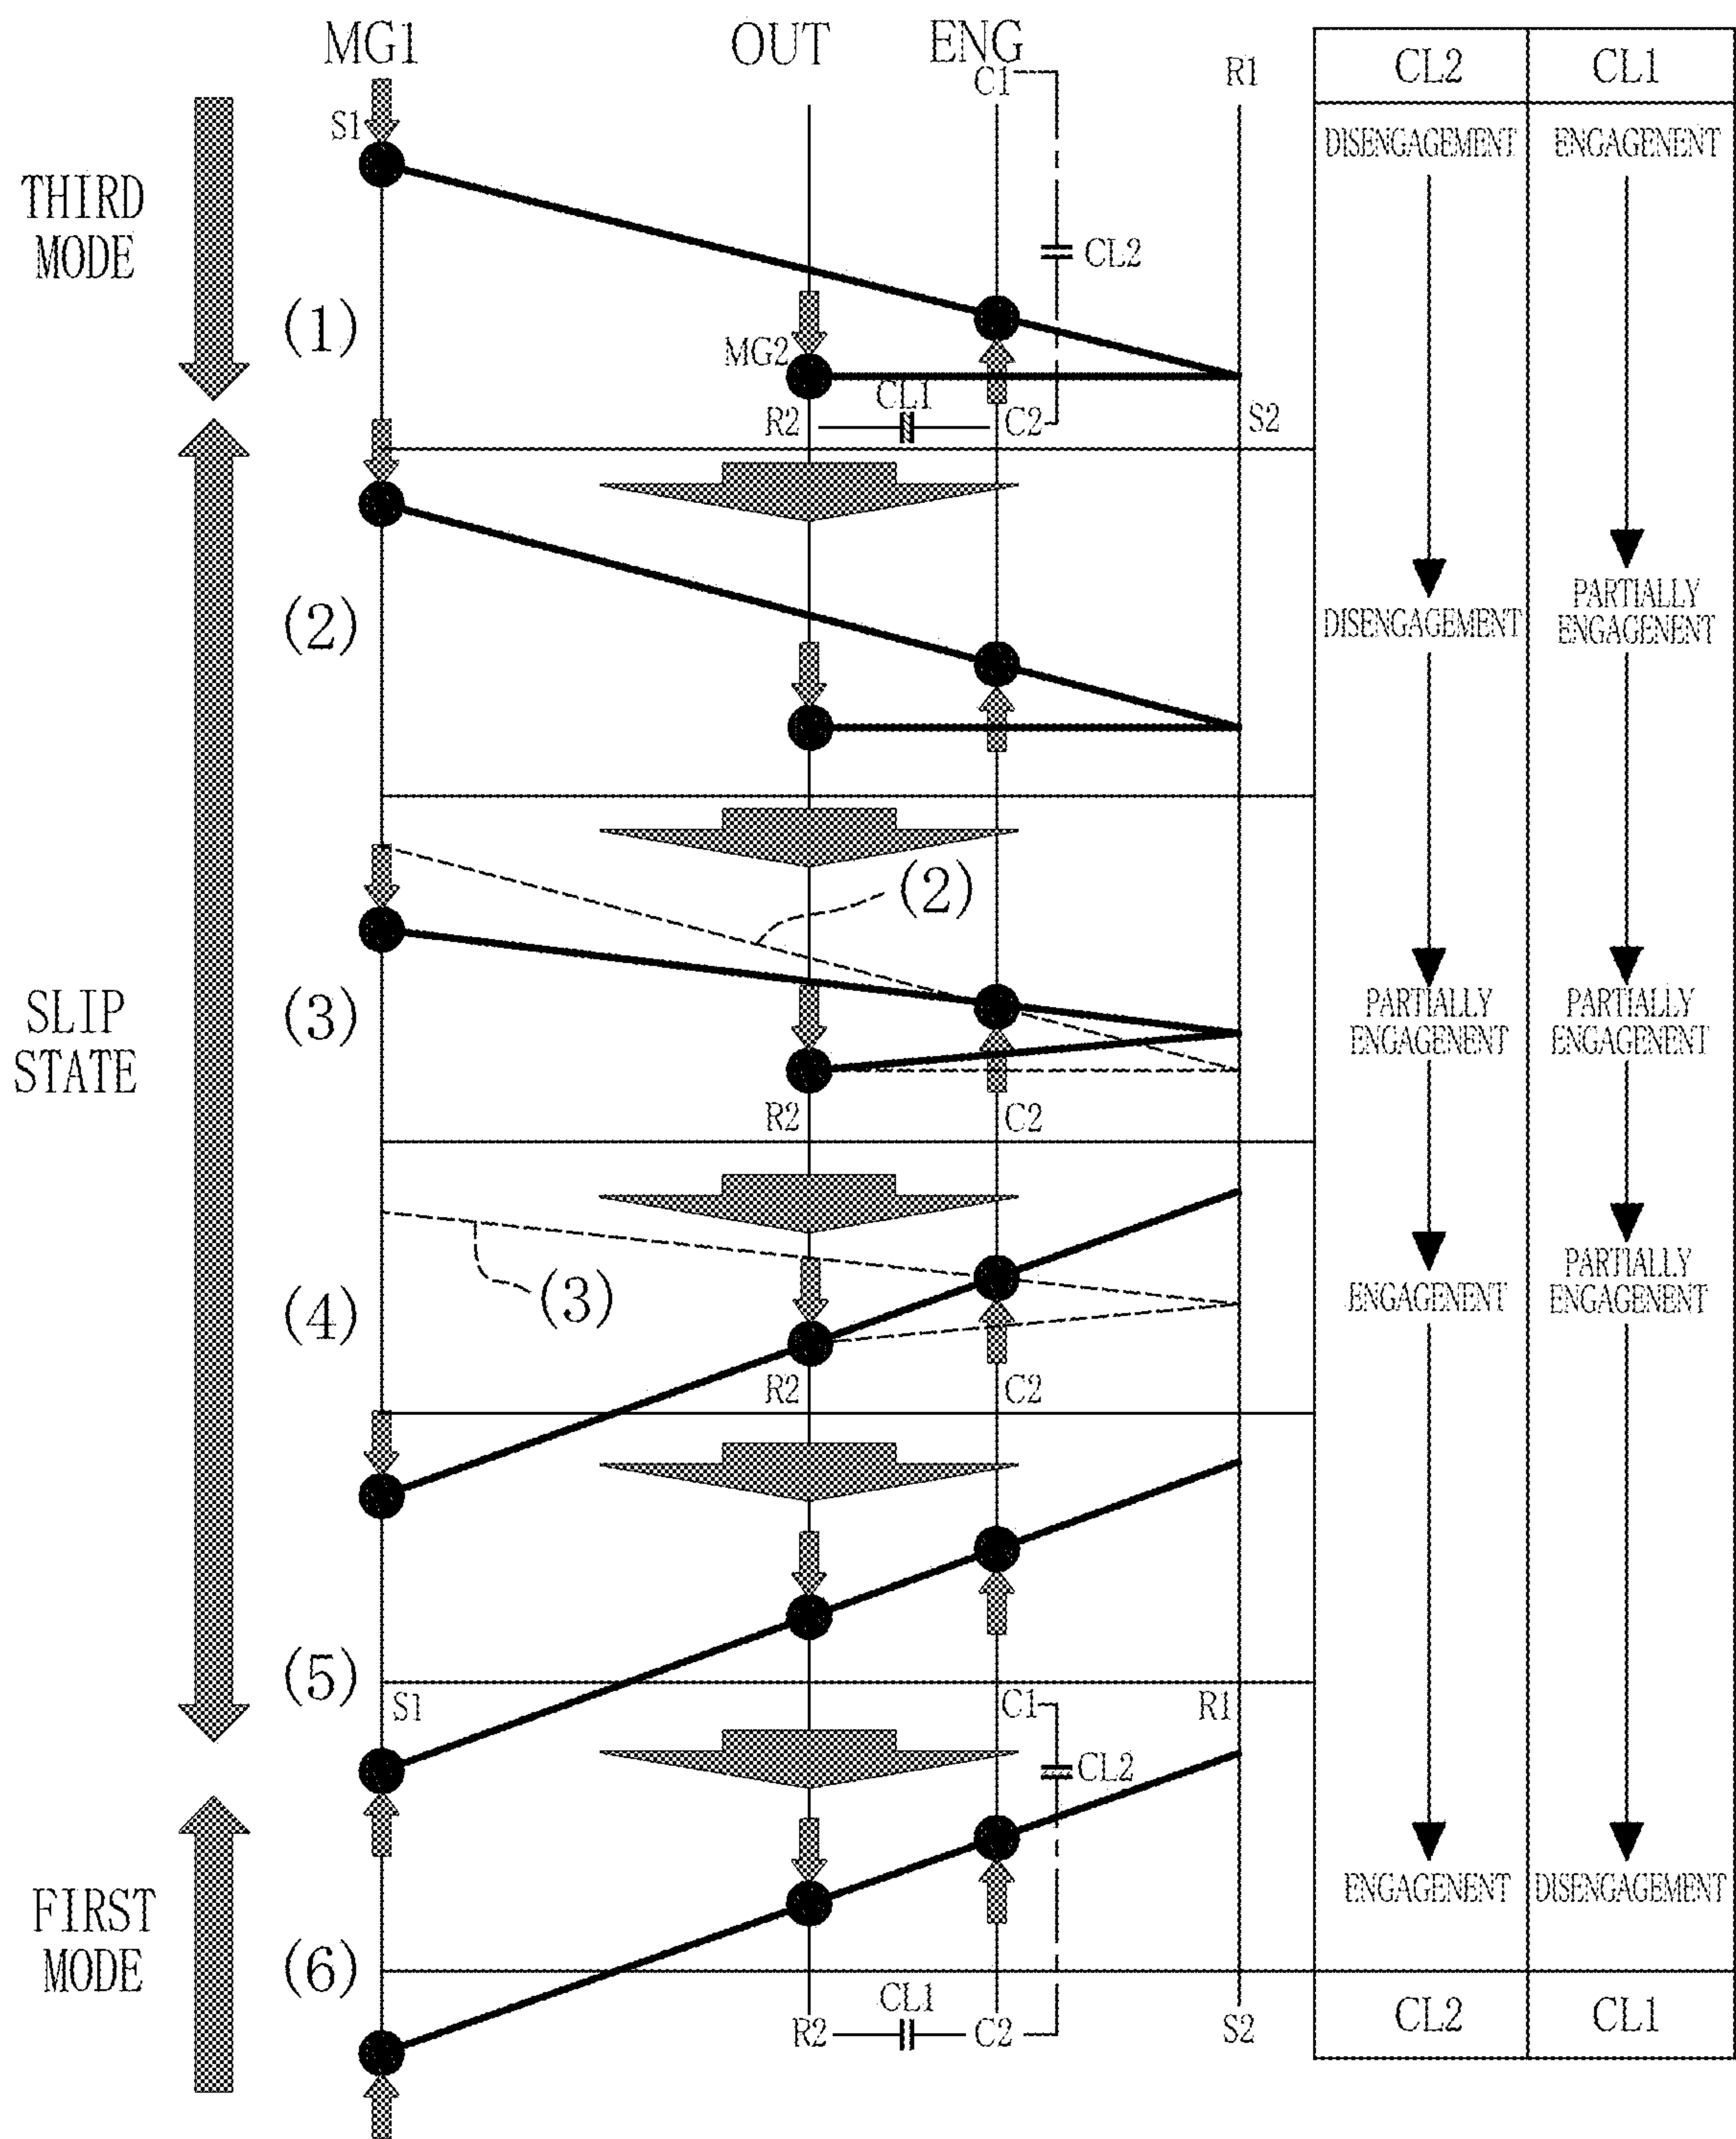 MG1 OUT ENG
C1 R1
CL2 CL1
S1
DISENGAGEMENT ENGAGENENT
THIRD
MODE
CL2
(1)
MG2
CL1
R2 C2 S2
(2)
DISENGAGEMENT
PARTIALLY
ENGAGENENT
(2)
SLIP
STATE
(3)
PARTIALLY
ENGAGENENT
PARTIALLY
ENGAGENENT
R2 C2
(3)
(4)
ENGAGENENT
PARTIALLY
ENGAGENENT
R2 C2
(5)
S1 C1 R1
CL2
FIRST
MODE
ENGAGENENT DISENGAGEMENT
(6)
CL1
R2 C2 S2
CL2 CL1